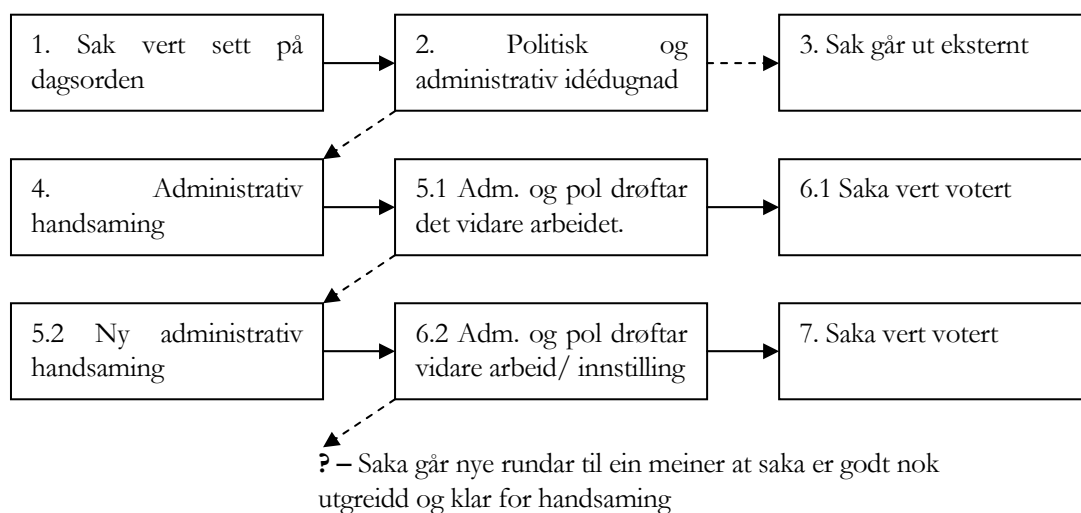 1. Sak vert sett på
dagsorden
2. Politisk og
administrativ idédugnad
3. Sak går ut eksternt
4. Administrativ
handsaming
5.1 Adm. og pol drøftar
det vidare arbeidet.
6.1 Saka vert votert
5.2 Ny administrativ
handsaming
6.2 Adm. og pol drøftar
vidare arbeid/ innstilling
7. Saka vert votert
? – Saka går nye rundar til ein meiner at saka er godt nok
utgreidd og klar for handsaming